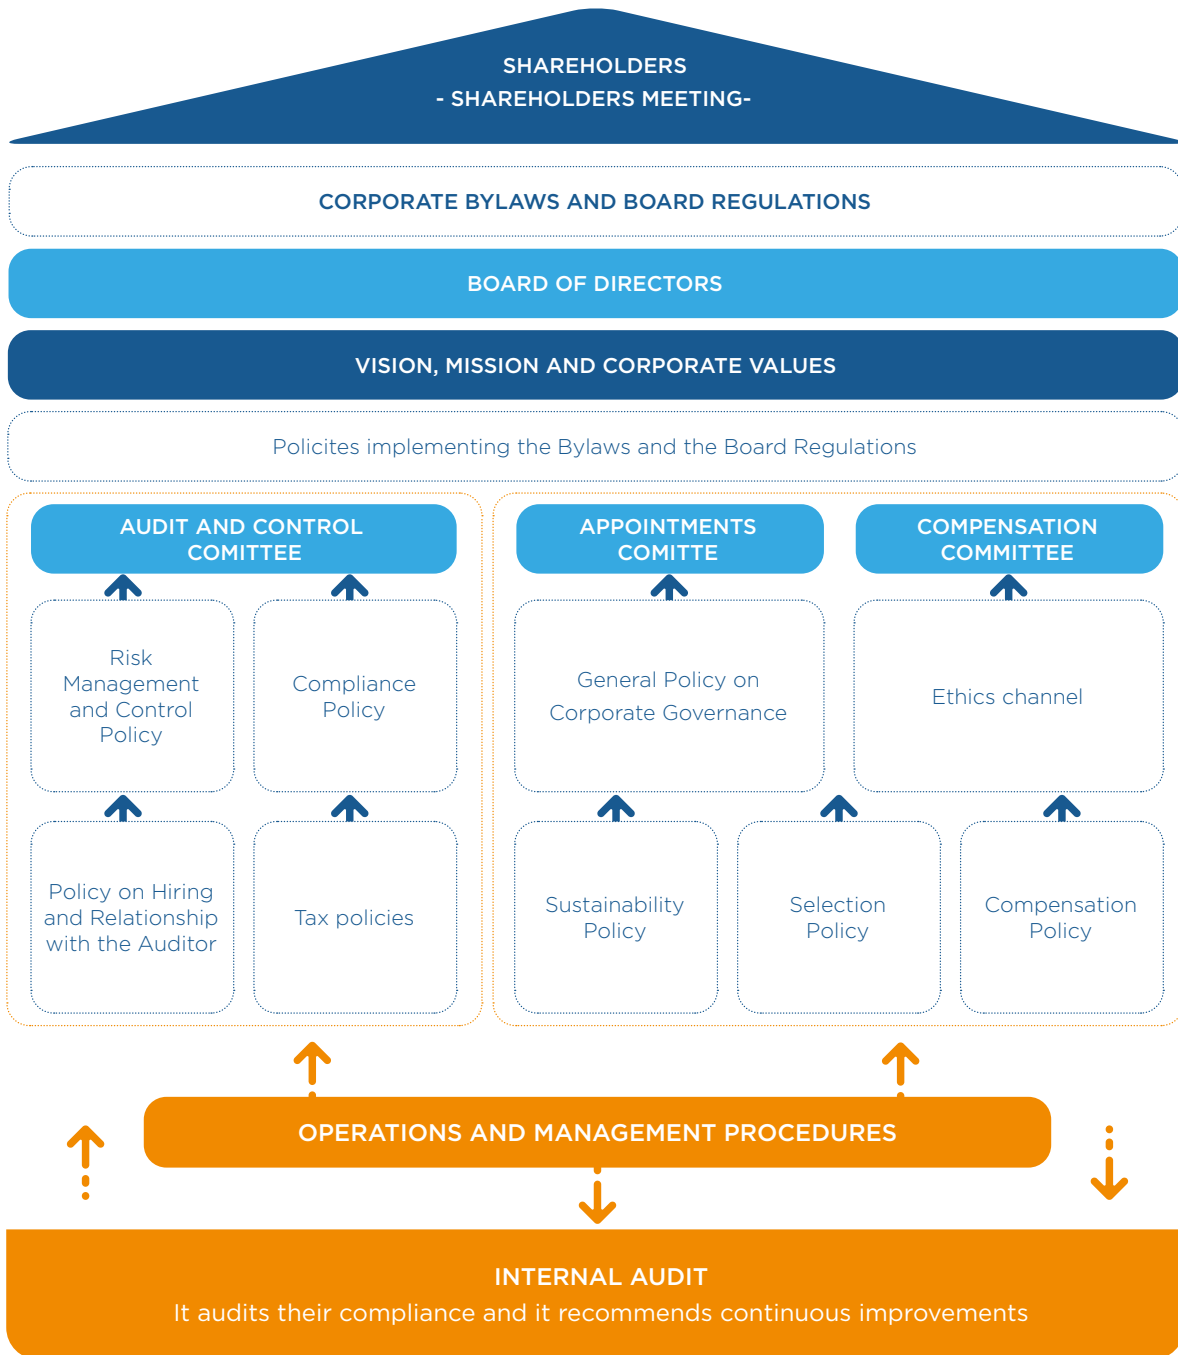 SHAREHOLDERS
- SHAREHOLDERS MEETING-
CORPORATE BYLAWS AND BOARD REGULATIONS
BOARD OF DIRECTORS
VISION, MISSION AND CORPORATE VALUES
Policites implementing the Bylaws and the Board Regulations
AUDIT AND CONTROL
COMITTEE
APPOINTMENTS
COMITTE
COMPENSATION
COMMITTEE
Risk
Management
and Control
Policy
Compliance
Policy
General Policy on
Corporate Governance
Ethics channel
Policy on Hiring
and Relationship
with the Auditor
Tax policies
Sustainability
Policy
Selection
Policy
Compensation
Policy
OPERATIONS AND MANAGEMENT PROCEDURES
INTERNAL AUDIT
It audits their compliance and it recommends continuous improvements